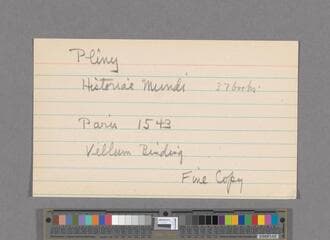 Pliny
Historiae Mundi 37 books
Paris 1543
Vellum Binding
Fine Copy